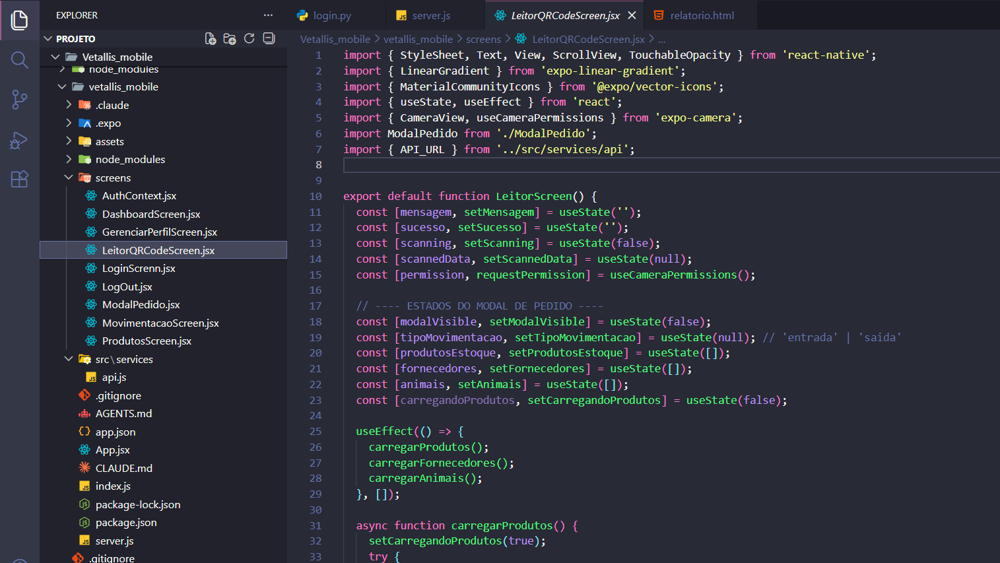 EXPLORER
PROJETO
Vetallis_mobile
node_modules
vetallis_mobile
.claude
.expo
assets
node_modules
screens
AuthContext.jsx
DashboardScreen.jsx
GerenciarPerfilScreen.jsx
LeitorQRCodeScreen.jsx
LoginScrenn.jsx
LogOut.jsx
ModalPedido.jsx
MovimentacaoScreen.jsx
ProdutosScreen.jsx
src\services
api.js
.gitignore
AGENTS.md
app.json
App.jsx
CLAUDE.md
index.js
package-lock.json
package.json
server.js
.gitignore
login.py server.js LeitorQRCodeScreen.jsx relatorio.html
Vetallis_mobile > vetallis_mobile > screens > LeitorQRCodeScreen.jsx > ...
1 import { StyleSheet, Text, View, ScrollView, TouchableOpacity } from 'react-native';
2 import { LinearGradient } from 'expo-linear-gradient';
3 import { MaterialCommunityIcons } from '@expo/vector-icons';
4 import { useState, useEffect } from 'react';
5 import { CameraView, useCameraPermissions } from 'expo-camera';
6 import ModalPedido from './ModalPedido';
7 import { API_URL } from '../src/services/api';
8
9
10 export default function LeitorScreen() {
11 const [mensagem, setMensagem] = useState('');
12 const [sucesso, setSucesso] = useState('');
13 const [scanning, setScanning] = useState(false);
14 const [scannedData, setScannedData] = useState(null);
15 const [permission, requestPermission] = useCameraPermissions();
16
17 // ---- ESTADOS DO MODAL DE PEDIDO ----
18 const [modalVisible, setModalVisible] = useState(false);
19 const [tipoMovimentacao, setTipoMovimentacao] = useState(null); // 'entrada' | 'saida'
20 const [produtosEstoque, setProdutosEstoque] = useState([]);
21 const [fornecedores, setFornecedores] = useState([]);
22 const [animais, setAnimais] = useState([]);
23 const [carregandoProdutos, setCarregandoProdutos] = useState(false);
24
25 useEffect(() => {
26 carregarProdutos();
27 carregarFornecedores();
28 carregarAnimais();
29 }, []);
30
31 async function carregarProdutos() {
32 setCarregandoProdutos(true);
33 try {